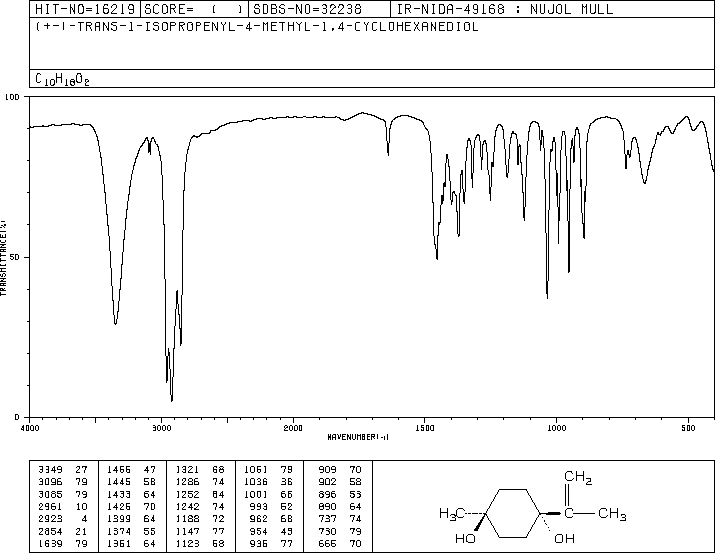 HIT-NO=16219 SCORE= ( ) SDBS-NO=32238 IR-NIDA-49168 : NUJOL MULL
(+-)-TRANS-1-ISOPROPENYL-4-METHYL-1,4-CYCLOHEXANEDIOL
C10H18O2
100
50
0
TRANSMITTANCE(%)
4000 3000 2000 1500 1000 500
WAVENUMBER(-1)
3349 27 1466 47 1321 68 1061 79 909 70
3096 79 1445 58 1286 74 1036 36 902 58
3085 79 1433 64 1252 64 1001 66 896 53
2961 10 1426 70 1242 74 993 52 890 64
2923 4 1399 64 1188 72 962 68 737 74
2854 21 1374 55 1147 77 954 43 730 79
1639 79 1361 64 1123 58 936 77 666 70
CH2
H3C
CH3
HO
OH